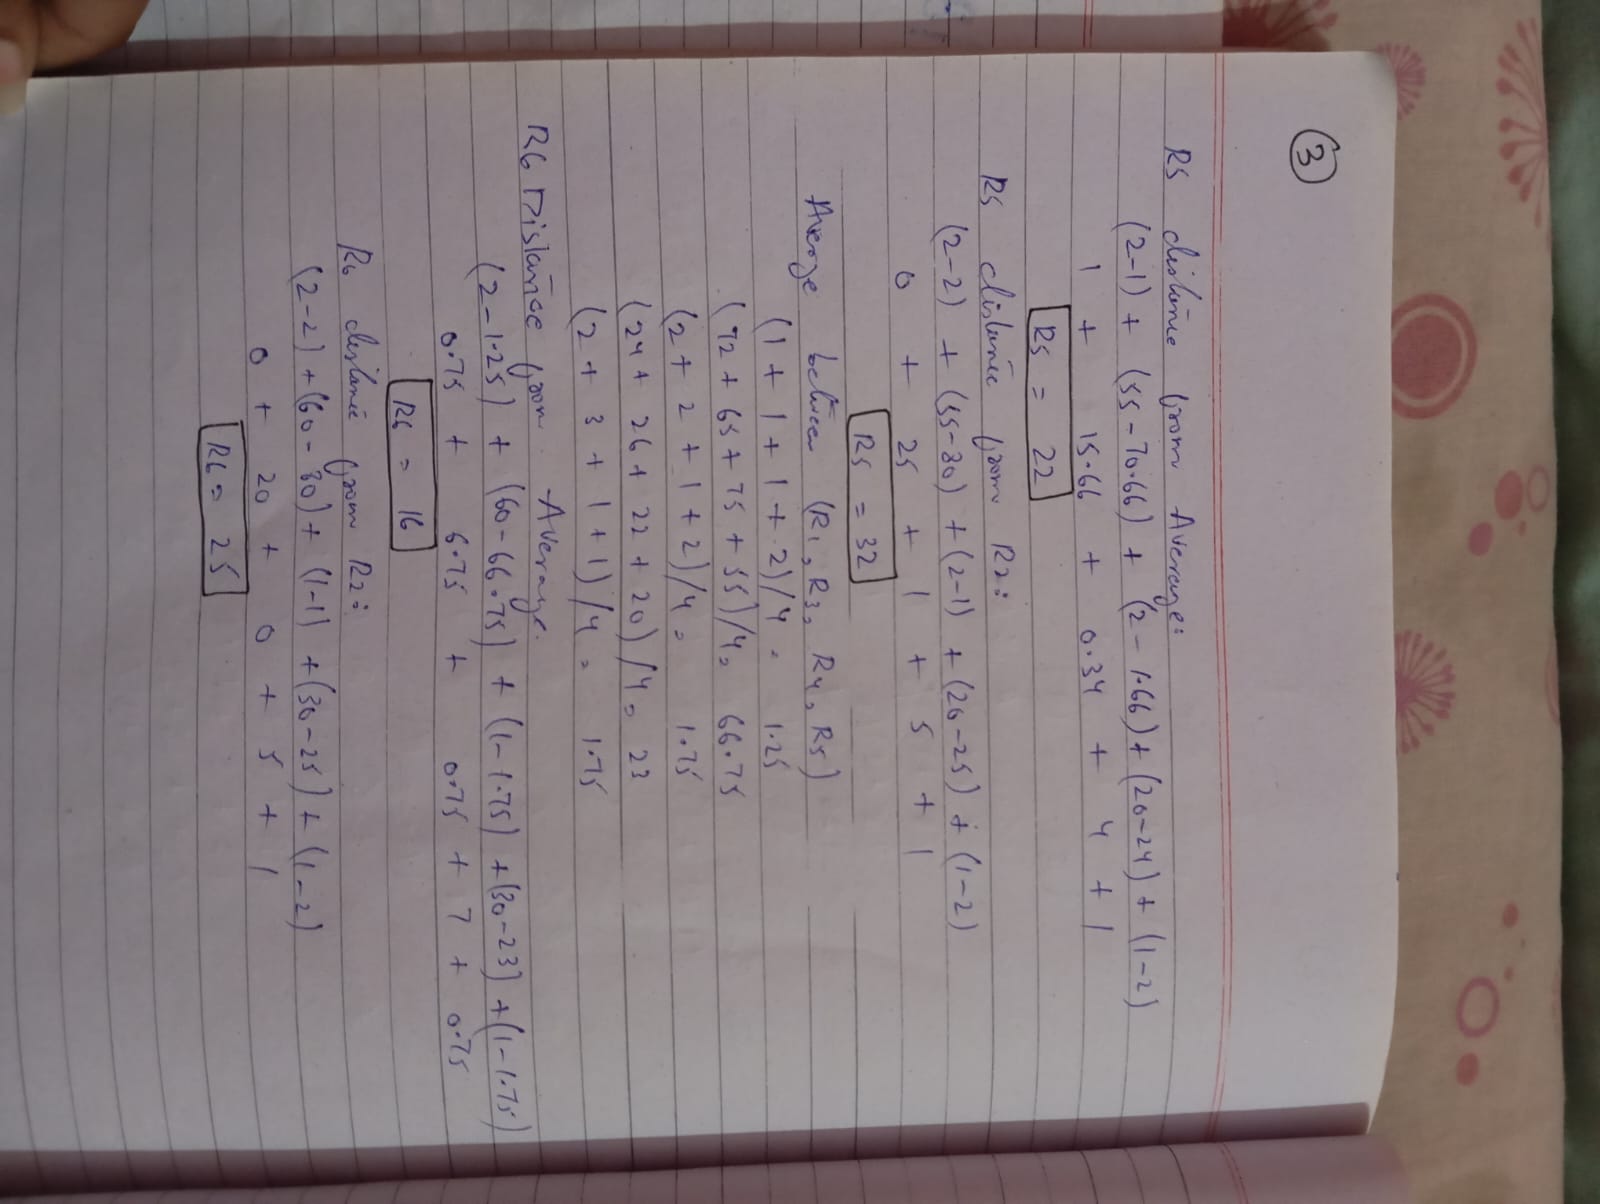 3
R5 distance from Average:
(2-1) + (55-70.66) + (2-1.66) + (20-24) + (1-2)
1 + 15.66 + 0.34 + 4 + 1
R5 = 22
R5 distance from R2:
(2-2) + (55-80) + (2-1) + (20-25) + (1-2)
0 + 25 + 1 + 5 + 1
R5 = 32
Average between (R1, R3, R4, R5)
(1 + 1 + 1 + 2)/4 = 1.25
(72 + 65 + 75 + 55)/4 = 66.75
(2 + 2 + 1 + 2)/4 = 1.75
(24 + 26 + 22 + 20)/4 = 23
(2 + 3 + 1 + 1)/4 = 1.75
R6 Distance from Average.
(2-1.25) + (60-66.75) + (1-1.75) + (30-23) + (1-1.75)
0.75 + 6.75 + 0.75 + 7 + 0.75
R6 = 16
R6 distance from R2:
(2-2) + (60-80) + (1-1) + (30-25) + (1-2)
0 + 20 + 0 + 5 + 1
R6 = 25